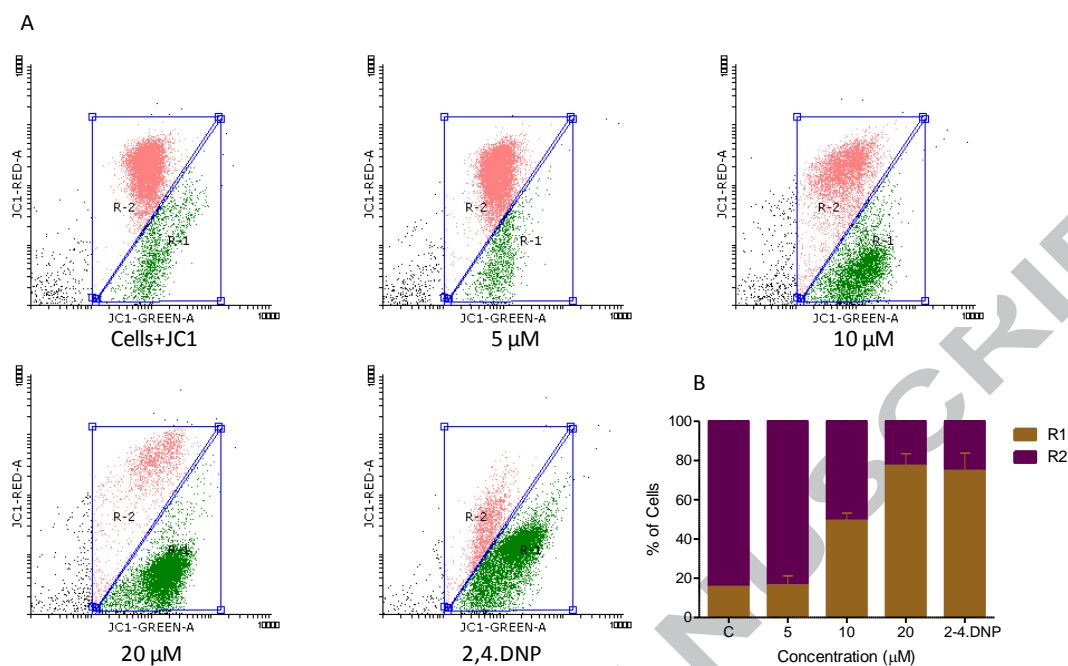 A
JC1-RED-A
R-2
R-1
JC1-GREEN-A
Cells+JC1
JC1-RED-A
R-2
R-1
JC1-GREEN-A
5 µM
JC1-RED-A
R-2
R-1
JC1-GREEN-A
10 µM
JC1-RED-A
R-2
R-1
JC1-GREEN-A
20 µM
JC1-RED-A
R-2
R-1
JC1-GREEN-A
2,4.DNP
B
100
80
60
40
20
0
% of Cells
C 5 10 20 2-4.DNP
Concentration (µM)
R1
R2
NUSCRIP